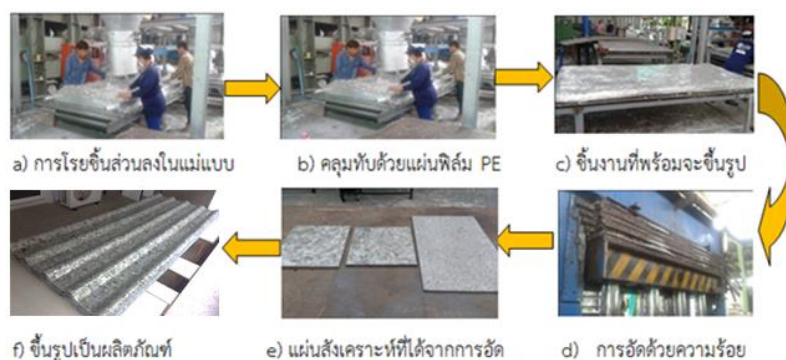 a) การโรยชิ้นส่วนลงในแม่แบบ
b) คลุมทับด้วยแผ่นฟิล์ม PE
c) ชิ้นงานที่พร้อมจะขึ้นรูป
f) ขึ้นรูปเป็นผลิตภัณฑ์
e) แผ่นสังเคราะห์ที่ได้จากการอัด
d) การอัดด้วยความร้อย